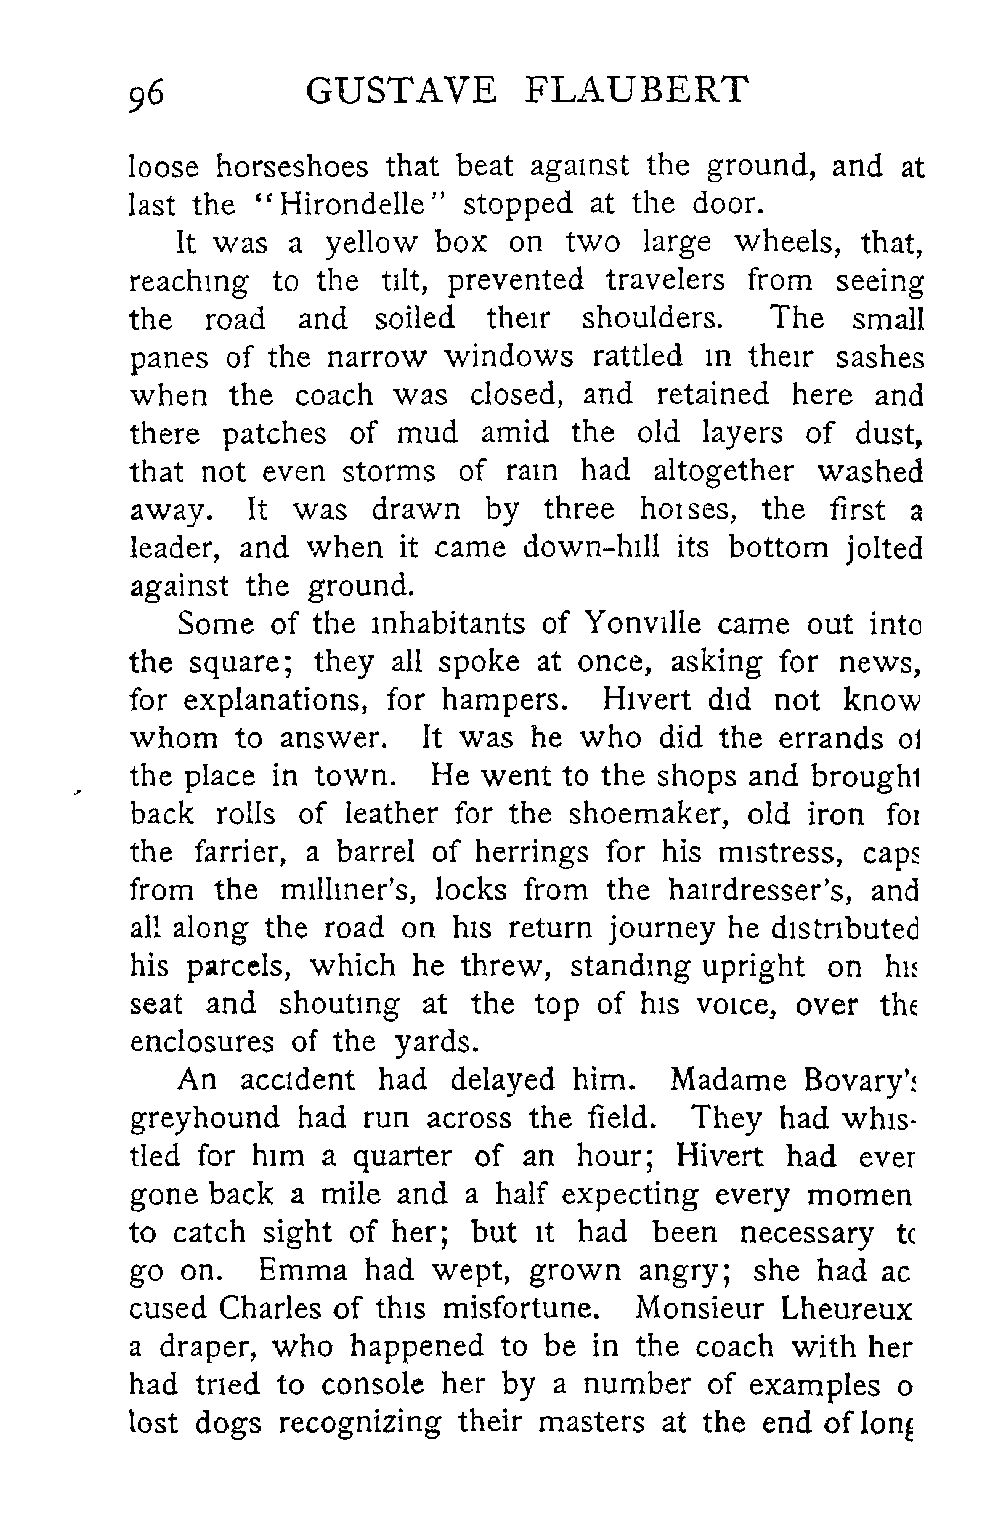 96 GUSTAVE FLAUBERT
loose horseshoes that beat against the ground, and at
last the "Hirondelle" stopped at the door.
It was a yellow box on two large wheels, that,
reaching to the tilt, prevented travelers from seeing
the road and soiled their shoulders. The small
panes of the narrow windows rattled in their sashes
when the coach was closed, and retained here and
there patches of mud amid the old layers of dust,
that not even storms of rain had altogether washed
away. It was drawn by three horses, the first a
leader, and when it came down-hill its bottom jolted
against the ground.
Some of the inhabitants of Yonville came out into
the square; they all spoke at once, asking for news,
for explanations, for hampers. Hivert did not know
whom to answer. It was he who did the errands of
the place in town. He went to the shops and brought
back rolls of leather for the shoemaker, old iron for
the farrier, a barrel of herrings for his mistress, caps
from the milliner's, locks from the hairdresser's, and
all along the road on his return journey he distributed
his parcels, which he threw, standing upright on his
seat and shouting at the top of his voice, over the
enclosures of the yards.
An accident had delayed him. Madame Bovary's
greyhound had run across the field. They had whis-
tled for him a quarter of an hour; Hivert had ever
gone back a mile and a half expecting every momen
to catch sight of her; but it had been necessary to
go on. Emma had wept, grown angry; she had ac
cused Charles of this misfortune. Monsieur Lheureux
a draper, who happened to be in the coach with her
had tried to console her by a number of examples o
lost dogs recognizing their masters at the end of long